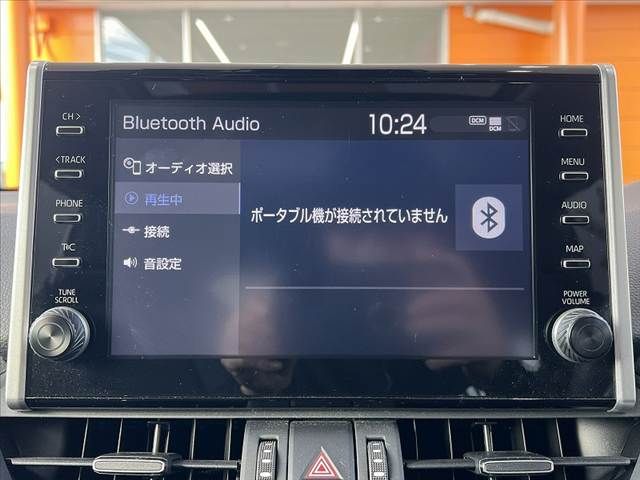 CH >
< TRACK
PHONE
T℃C
TUNE
SCROLL
Bluetooth Audio
10:24
DCM
DCM
オーディオ選択
再生中
接続
音設定
ポータブル機が接続されていません
HOME
MENU
AUDIO
MAP
POWER
VOLUME